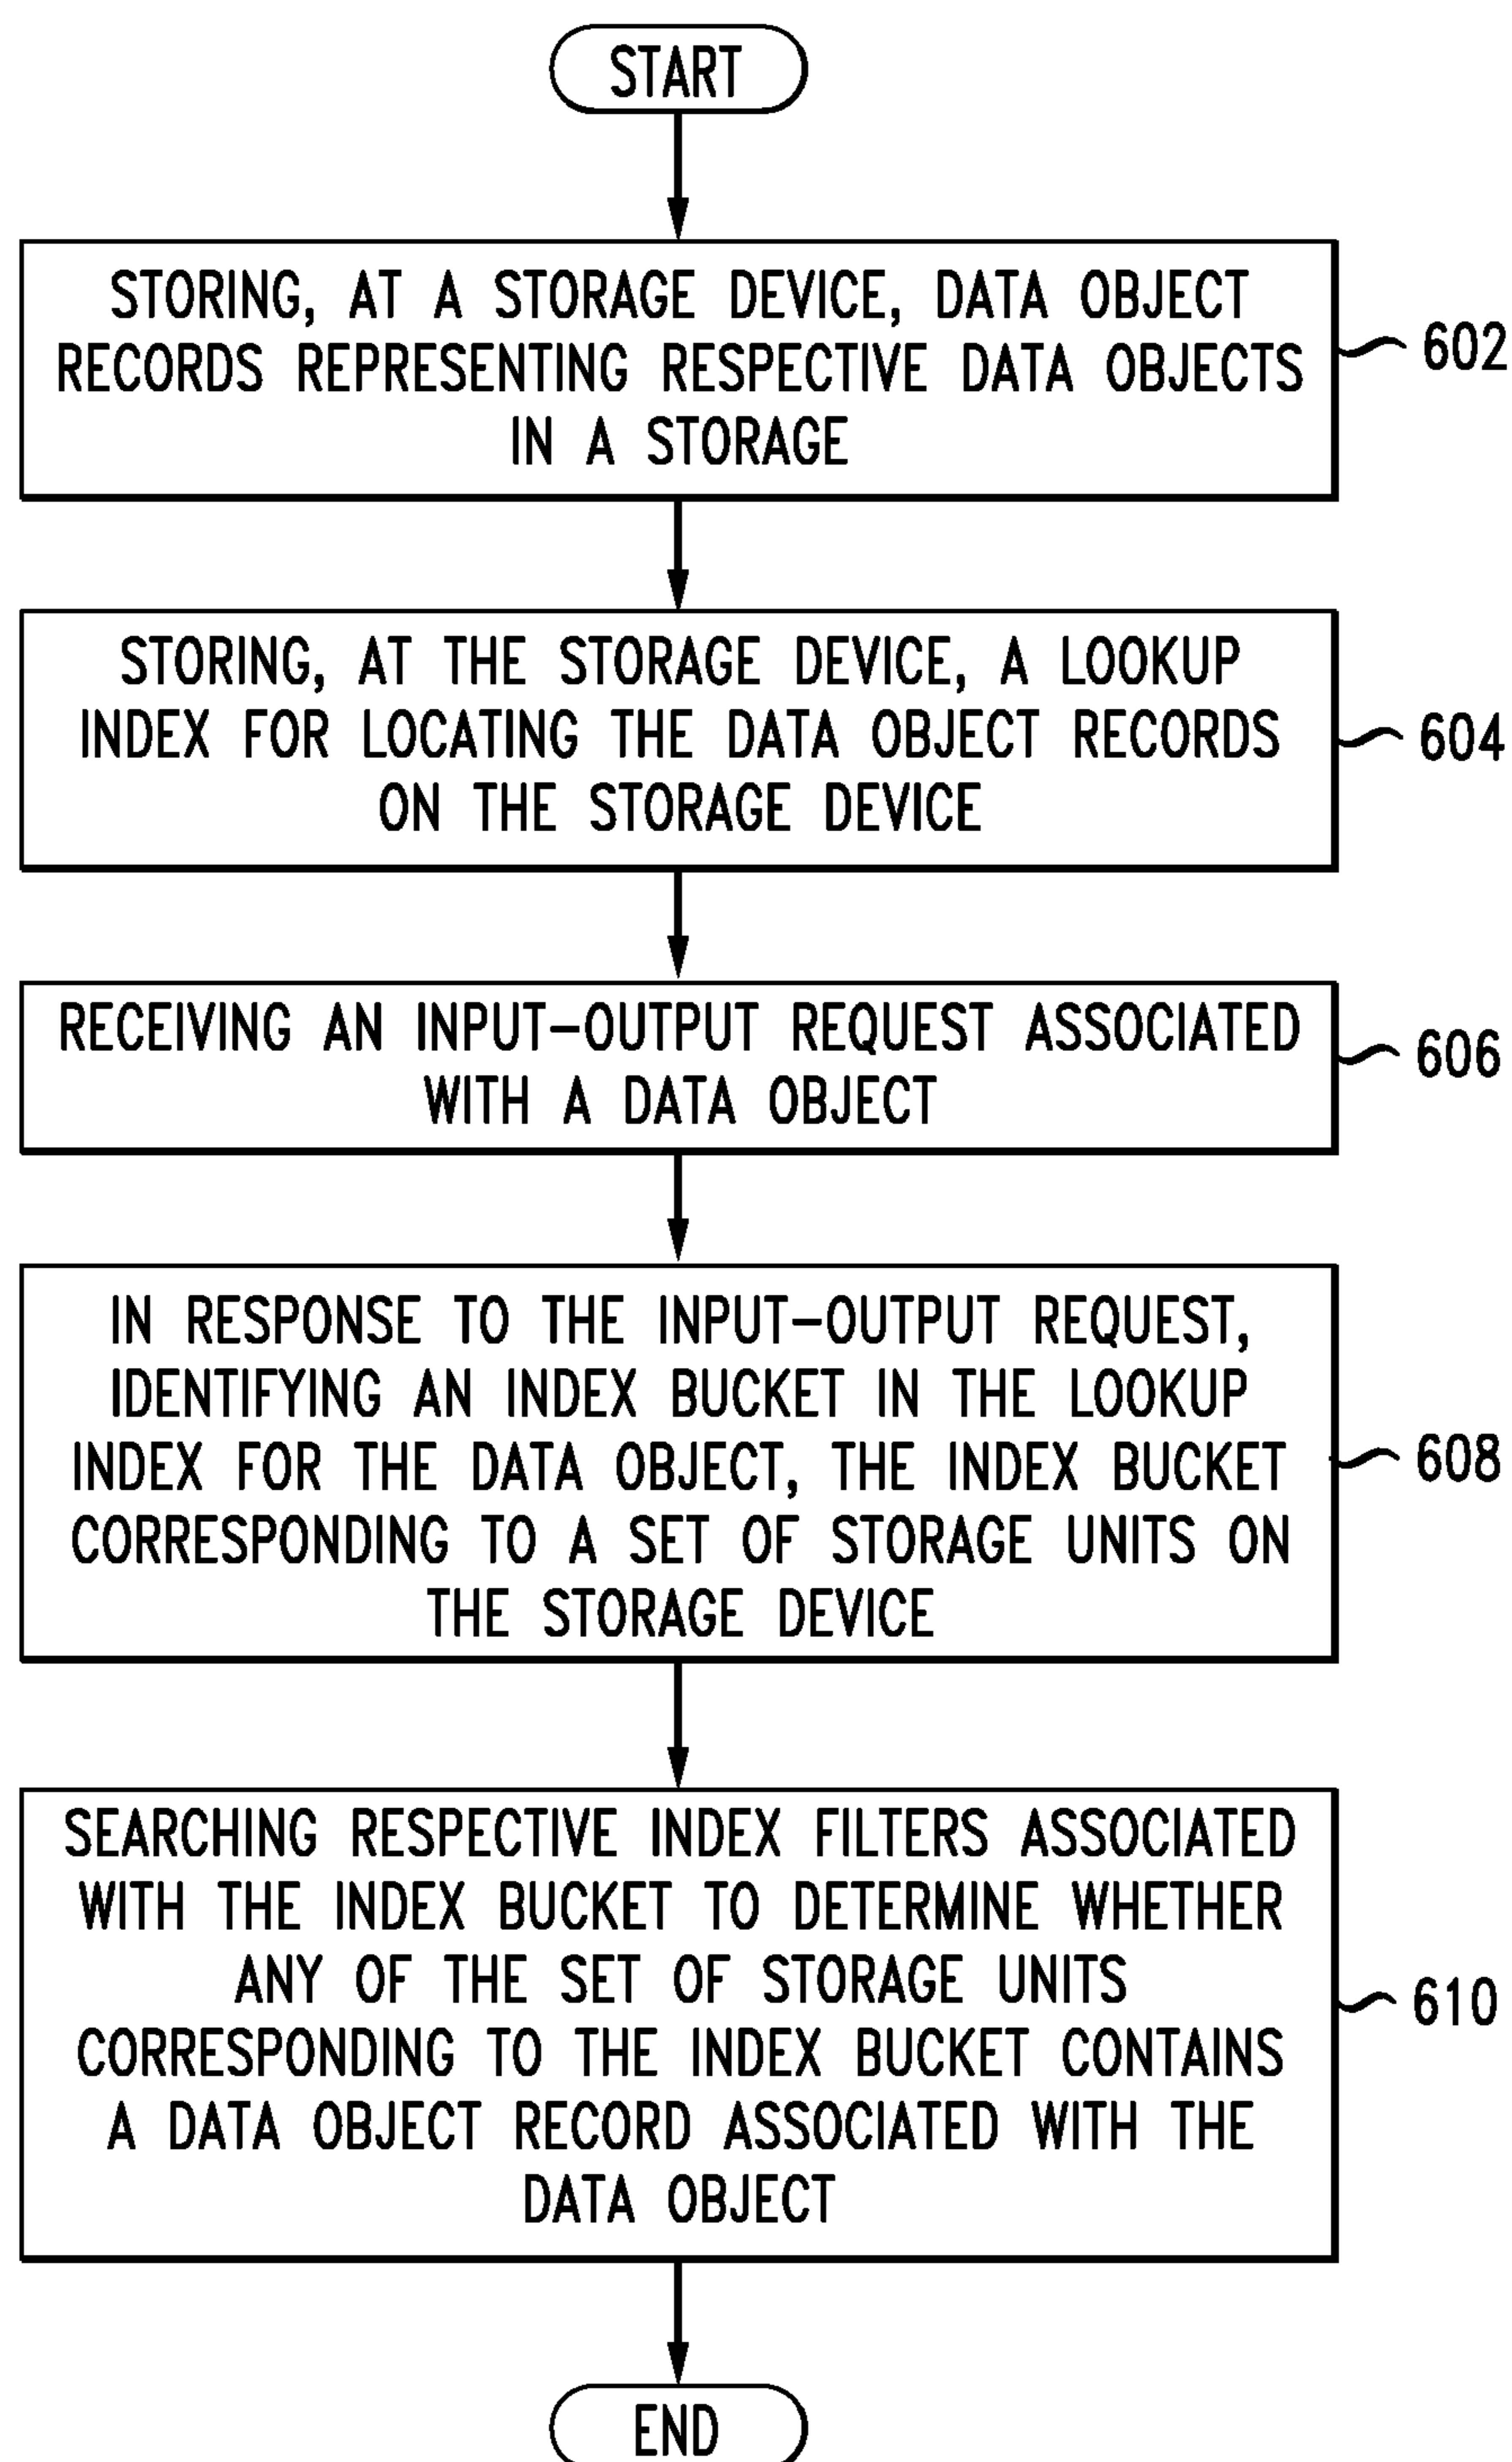 START
STORING, AT A STORAGE DEVICE, DATA OBJECT
RECORDS REPRESENTING RESPECTIVE DATA OBJECTS
IN A STORAGE
602
STORING, AT THE STORAGE DEVICE, A LOOKUP
INDEX FOR LOCATING THE DATA OBJECT RECORDS
ON THE STORAGE DEVICE
604
RECEIVING AN INPUT-OUTPUT REQUEST ASSOCIATED
WITH A DATA OBJECT
606
IN RESPONSE TO THE INPUT-OUTPUT REQUEST,
IDENTIFYING AN INDEX BUCKET IN THE LOOKUP
INDEX FOR THE DATA OBJECT, THE INDEX BUCKET
CORRESPONDING TO A SET OF STORAGE UNITS ON
THE STORAGE DEVICE
608
SEARCHING RESPECTIVE INDEX FILTERS ASSOCIATED
WITH THE INDEX BUCKET TO DETERMINE WHETHER
ANY OF THE SET OF STORAGE UNITS
CORRESPONDING TO THE INDEX BUCKET CONTAINS
A DATA OBJECT RECORD ASSOCIATED WITH THE
DATA OBJECT
610
END